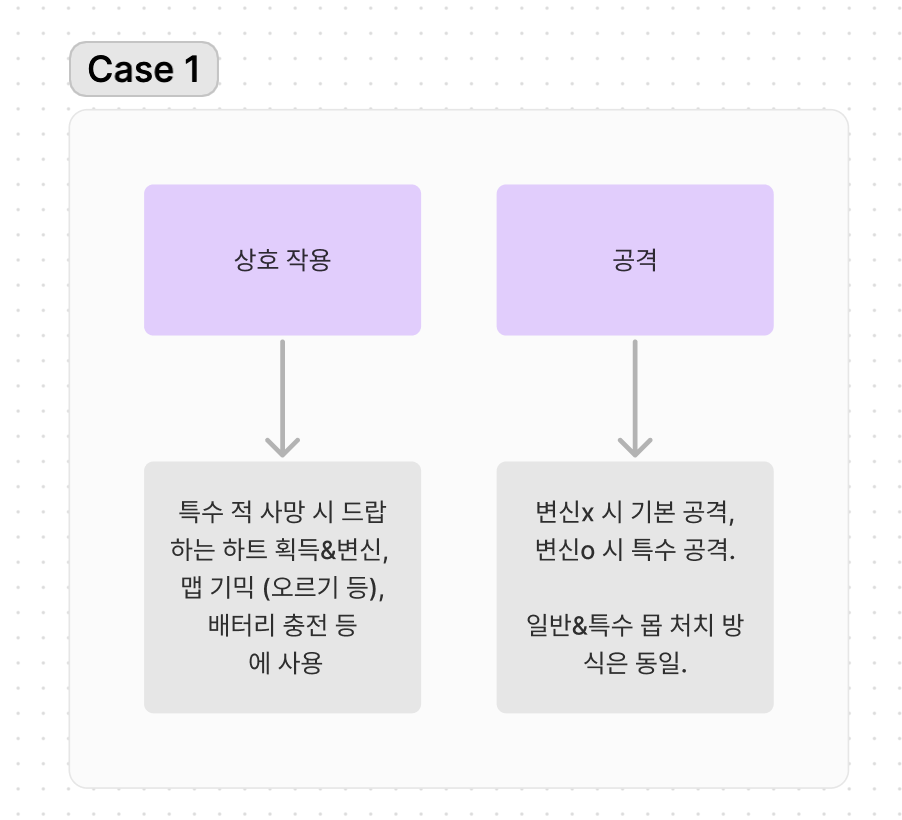 Case 1
상호 작용
공격
특수 적 사망 시 드랍
하는 하트 획득&변신,
맵 기믹 (오르기 등),
배터리 충전 등
에 사용
변신x 시 기본 공격,
변신o 시 특수 공격.
일반&특수 몹 처치 방
식은 동일.